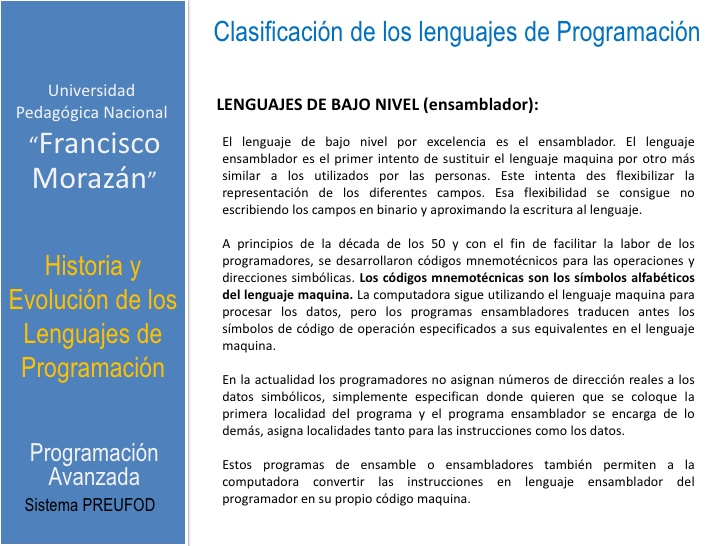 Clasificación de los lenguajes de Programación
Universidad
Pedagógica Nacional
“Francisco
Morazán”
Historia y
Evolución de los
Lenguajes de
Programación
Programación
Avanzada
Sistema PREUFOD
LENGUAJES DE BAJO NIVEL (ensamblador):
El lenguaje de bajo nivel por excelencia es el ensamblador. El lenguaje
ensamblador es el primer intento de sustituir el lenguaje maquina por otro más
similar a los utilizados por las personas. Este intenta des flexibilizar la
representación de los diferentes campos. Esa flexibilidad se consigue no
escribiendo los campos en binario y aproximando la escritura al lenguaje.
A principios de la década de los 50 y con el fin de facilitar la labor de los
programadores, se desarrollaron códigos mnemotécnicos para las operaciones y
direcciones simbólicas. Los códigos mnemotécnicas son los símbolos alfabéticos
del lenguaje maquina. La computadora sigue utilizando el lenguaje maquina para
procesar los datos, pero los programas ensambladores traducen antes los
símbolos de código de operación especificados a sus equivalentes en el lenguaje
maquina.
En la actualidad los programadores no asignan números de dirección reales a los
datos simbólicos, simplemente especifican donde quieren que se coloque la
primera localidad del programa y el programa ensamblador se encarga de lo
demás, asigna localidades tanto para las instrucciones como los datos.
Estos programas de ensamble o ensambladores también permiten a la
computadora convertir las instrucciones en lenguaje ensamblador del
programador en su propio código maquina.